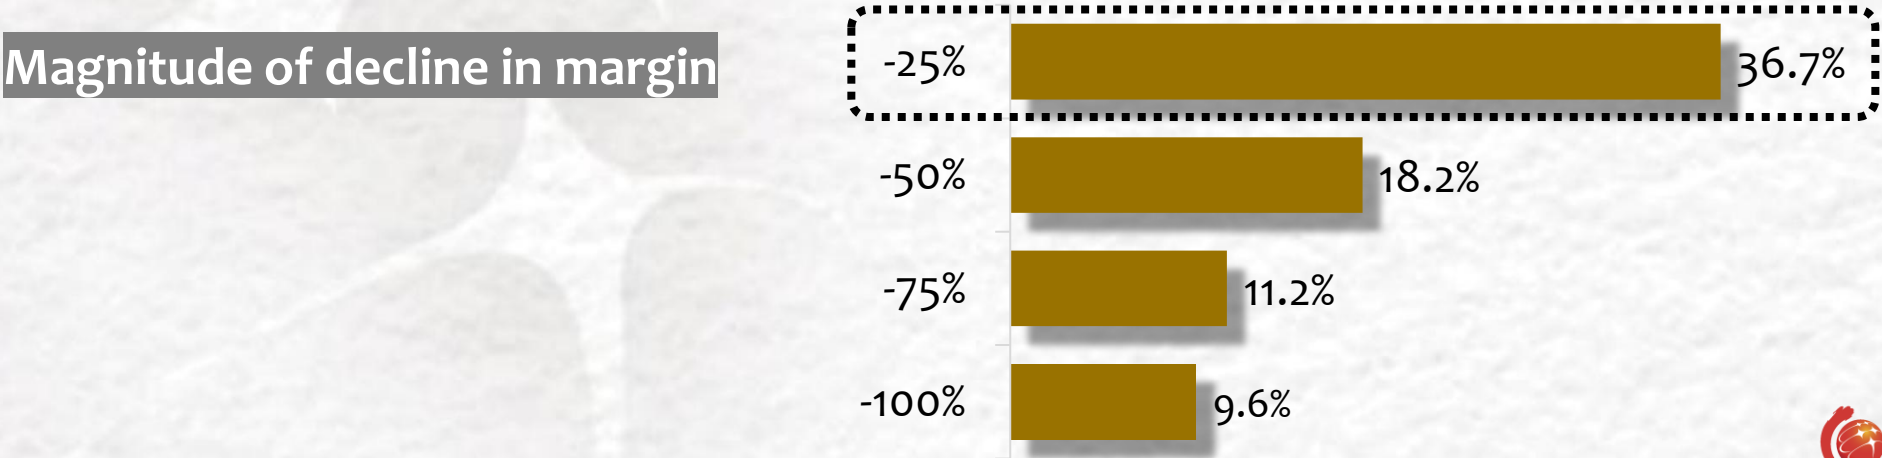 Magnitude of decline in margin
-25% 36.7%
-50% 18.2%
-75% 11.2%
-100% 9.6%